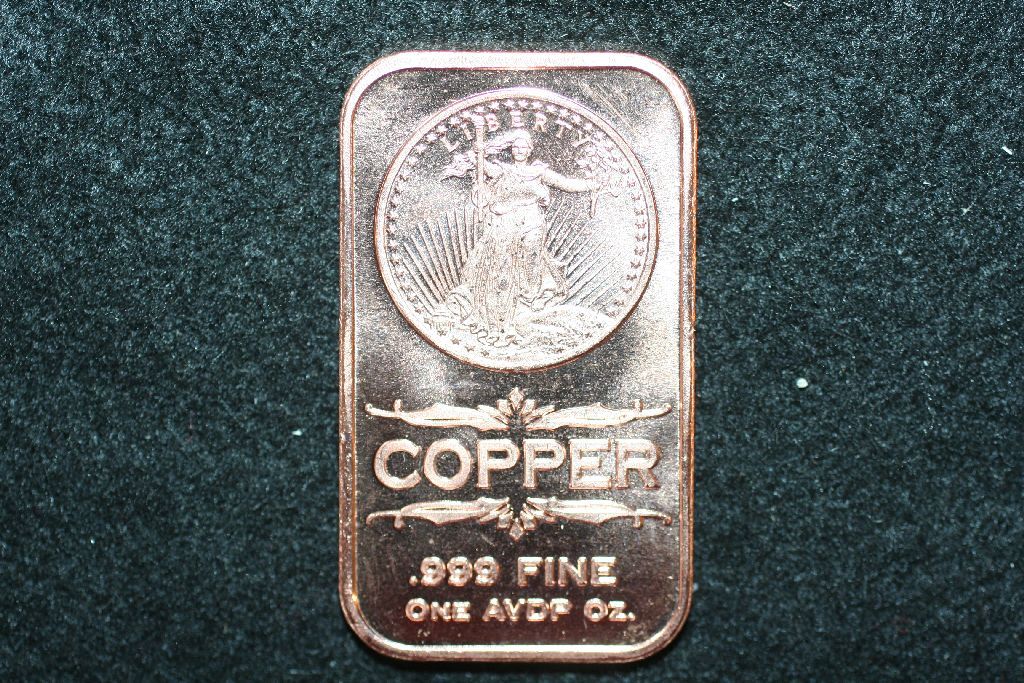 LIBERTY
COPPER
.999 FINE
ONE AVDP OZ.